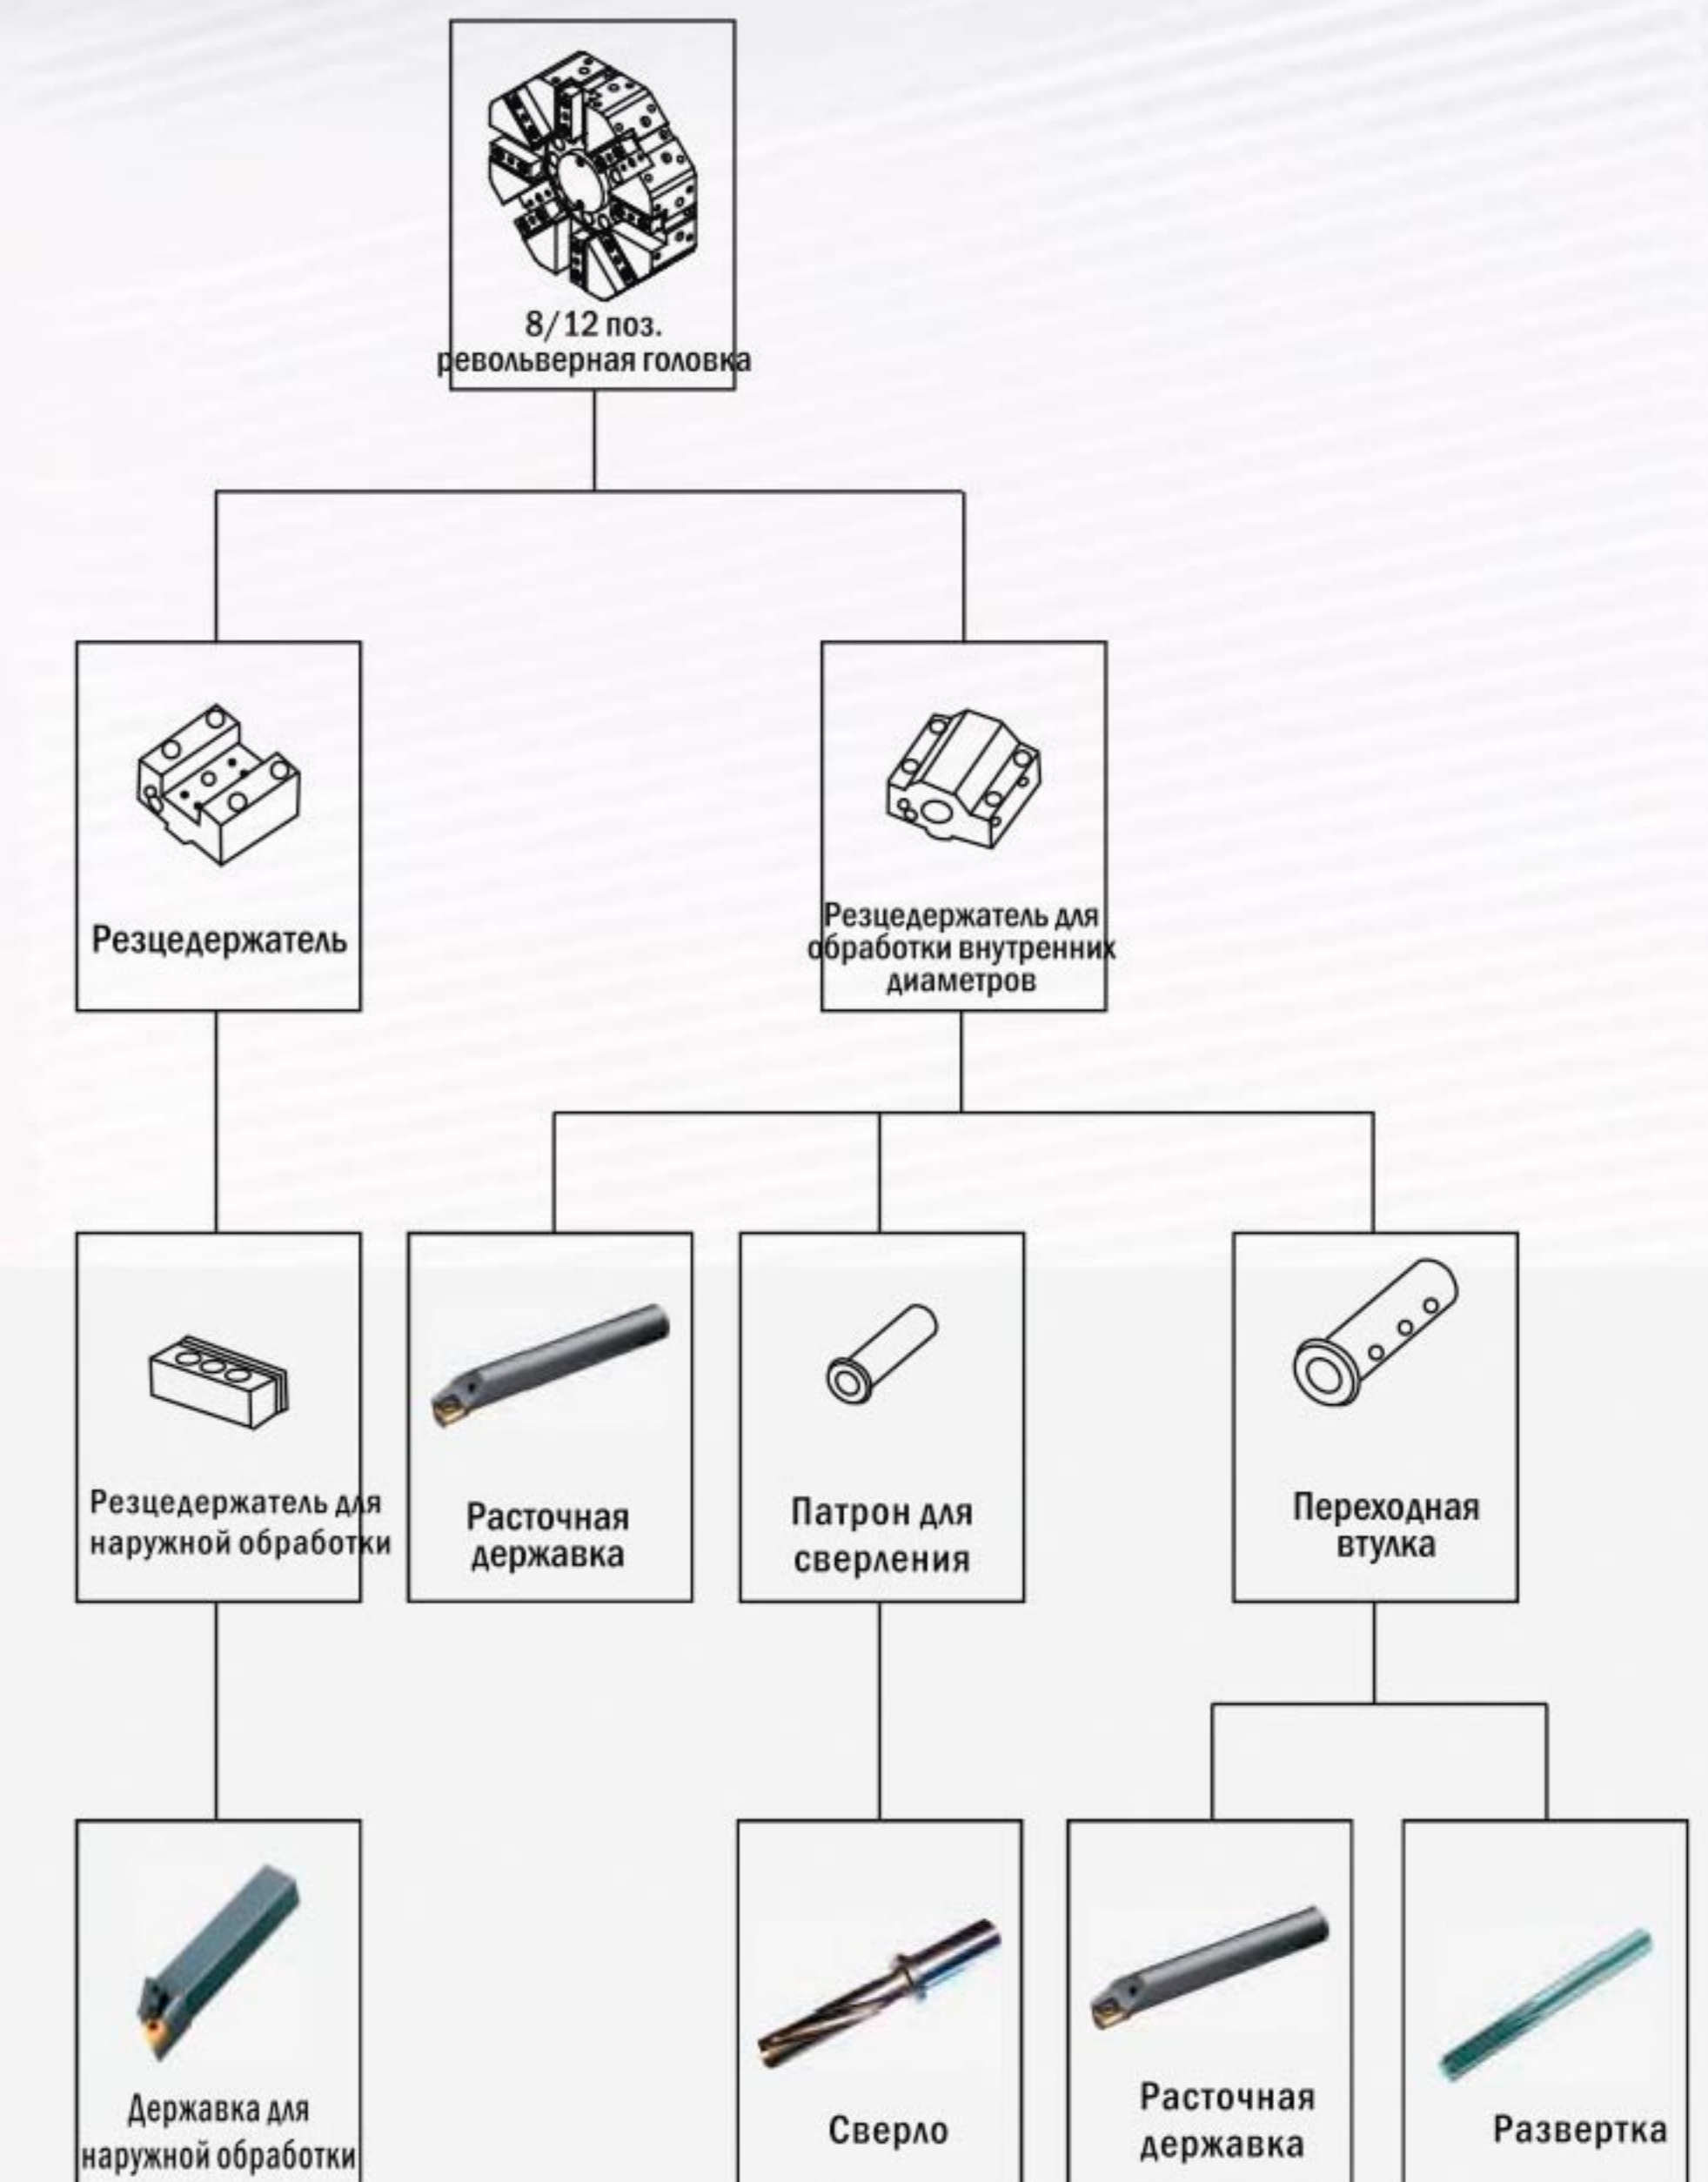 8/12 поз.
револьверная головка
Резцедержатель
Резцедержатель для
обработки внутренних
диаметров
Резцедержатель для
наружной обработки
Расточная
державка
Патрон для
сверления
Переходная
втулка
Державка для
наружной обработки
Сверло
Расточная
державка
Развертка